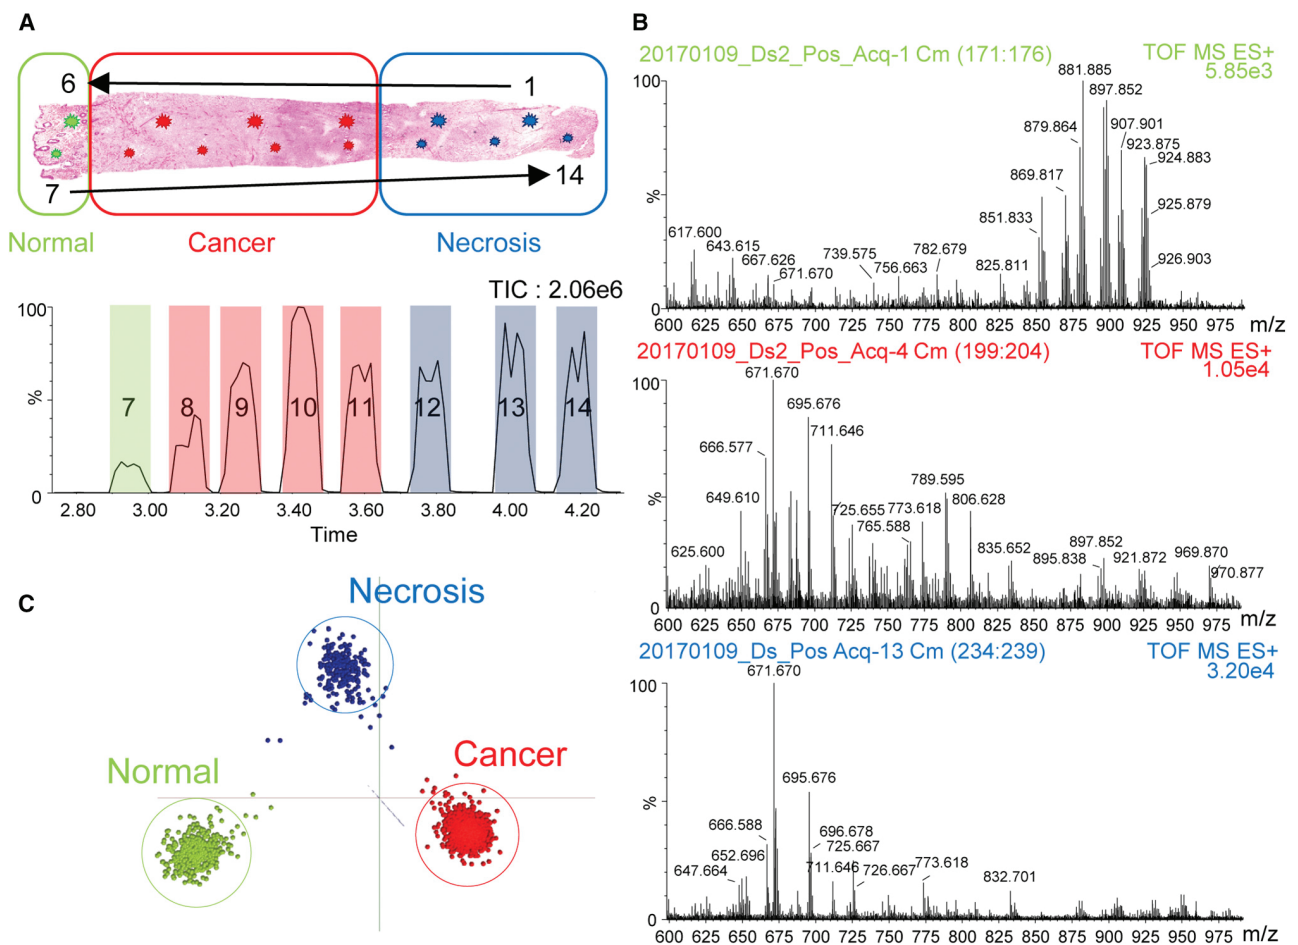 A
6
1
7
14
Normal
Cancer
Necrosis
TIC : 2.06e6
100
%
0
7
8
9
10
11
12
13
14
2.80 3.00 3.20 3.40 3.60 3.80 4.00 4.20
Time
B
20170109_Ds2_Pos_Acq-1 Cm (171:176)
TOF MS ES+
5.85e3
100
%
0
881.885
897.852
879.864
907.901
923.875
924.883
869.817
851.833
925.879
617.600
643.615
667.626
671.670
739.575
756.663
782.679
825.811
926.903
600 625 650 675 700 725 750 775 800 825 850 875 900 925 950 975
m/z
20170109_Ds2_Pos_Acq-4 Cm (199:204)
TOF MS ES+
1.05e4
100
%
0
671.670
695.676
711.646
666.577
649.610
725.655
773.618
789.595
806.628
765.588
625.600
835.652
895.838
897.852
921.872
969.870
970.877
600 625 650 675 700 725 750 775 800 825 850 875 900 925 950 975
m/z
20170109_Ds_Pos Acq-13 Cm (234:239)
TOF MS ES+
3.20e4
100
%
0
671.670
695.676
666.588
696.678
725.667
652.696
647.664
711.646
726.667
773.618
832.701
600 625 650 675 700 725 750 775 800 825 850 875 900 925 950 975
m/z
C
Necrosis
Normal
Cancer